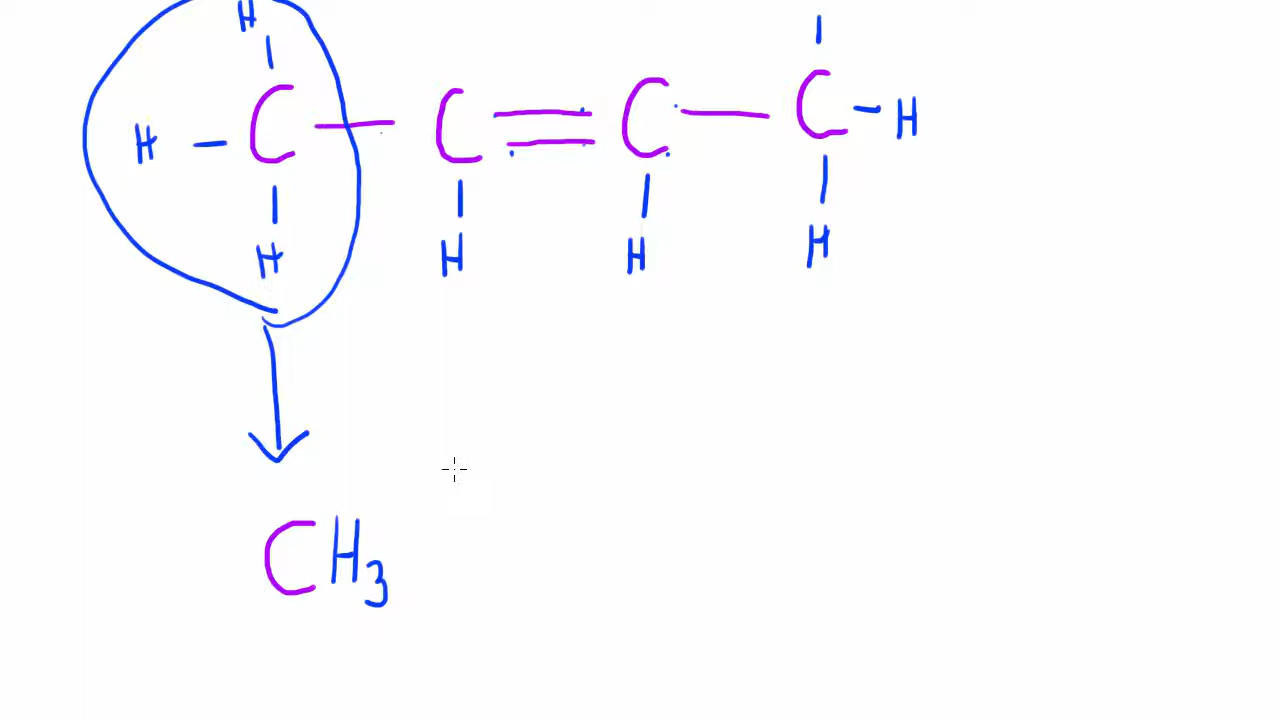 H
H – C – C = C – C – H
H H H H
CH₃